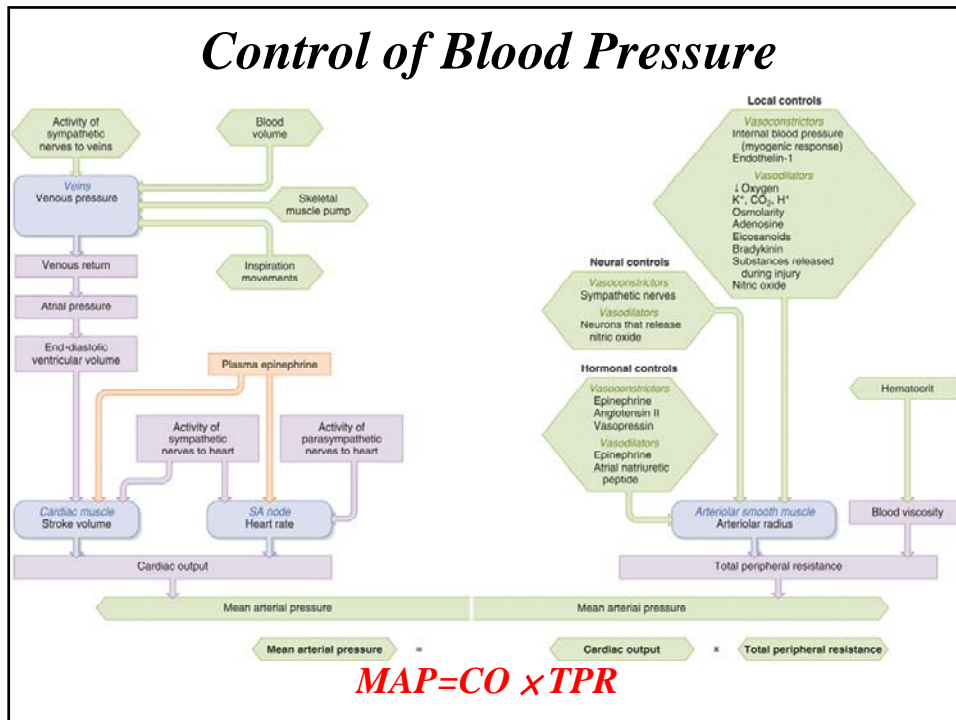 Control of Blood Pressure
Activity of
sympathetic
nerves to veins
Blood
volume
Veins
Venous pressure
Skeletal
muscle pump
Inspiration
movements
Venous return
Atrial pressure
End-diastolic
ventricular volume
Plasma epinephrine
Activity of
sympathetic
nerves to heart
Activity of
parasympathetic
nerves to heart
Cardiac muscle
Stroke volume
SA node
Heart rate
Cardiac output
Local controls
Vasoconstrictors
Internal blood pressure
(myogenic response)
Endothelin-1
Vasodilators
↓Oxygen
K⁺, CO₂, H⁺
Osmolarity
Adenosine
Eicosanoids
Bradykinin
Substances released
during injury
Nitric oxide
Neural controls
Vasoconstrictors
Sympathetic nerves
Vasodilators
Neurons that release
nitric oxide
Hormonal controls
Vasoconstrictors
Epinephrine
Angiotensin II
Vasopressin
Vasodilators
Epinephrine
Atrial natriuretic
peptide
Hematocrit
Arteriolar smooth muscle
Arteriolar radius
Blood viscosity
Total peripheral resistance
Mean arterial pressure
Mean arterial pressure
Mean arterial pressure = Cardiac output × Total peripheral resistance
MAP=CO ×TPR